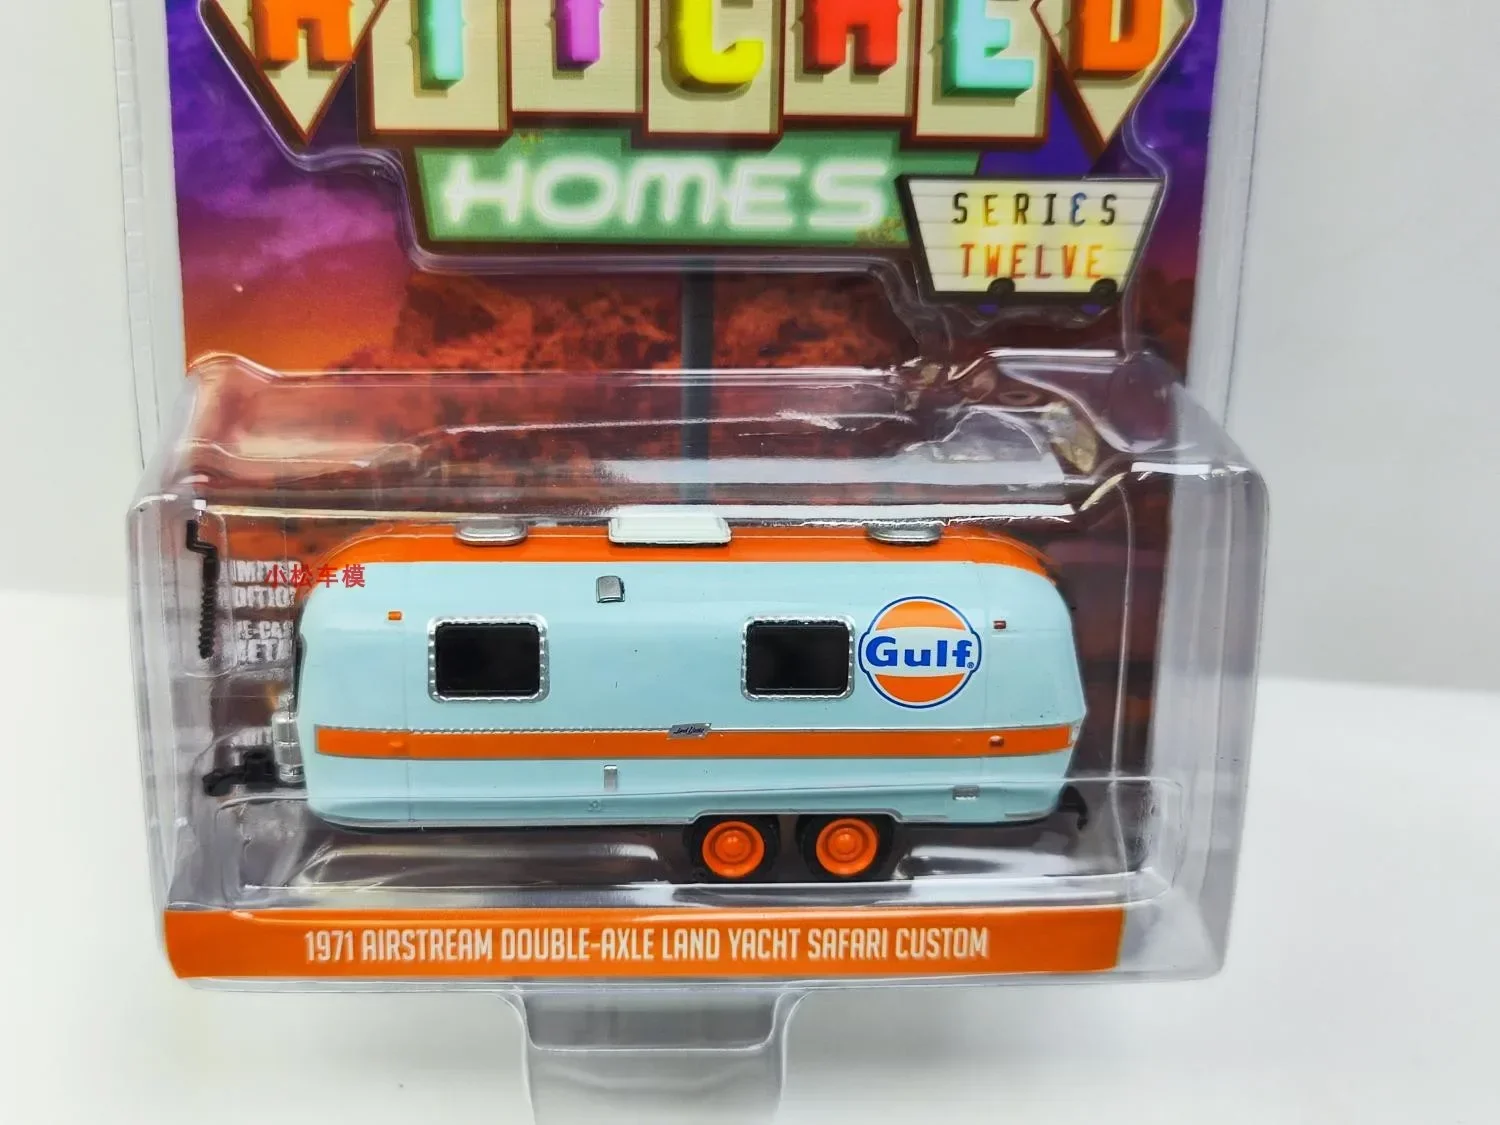 HITCHED
HOMES
SERIES
TWELVE
小松车模
Gulf
1971 AIRSTREAM DOUBLE-AXLE LAND YACHT SAFARI CUSTOM